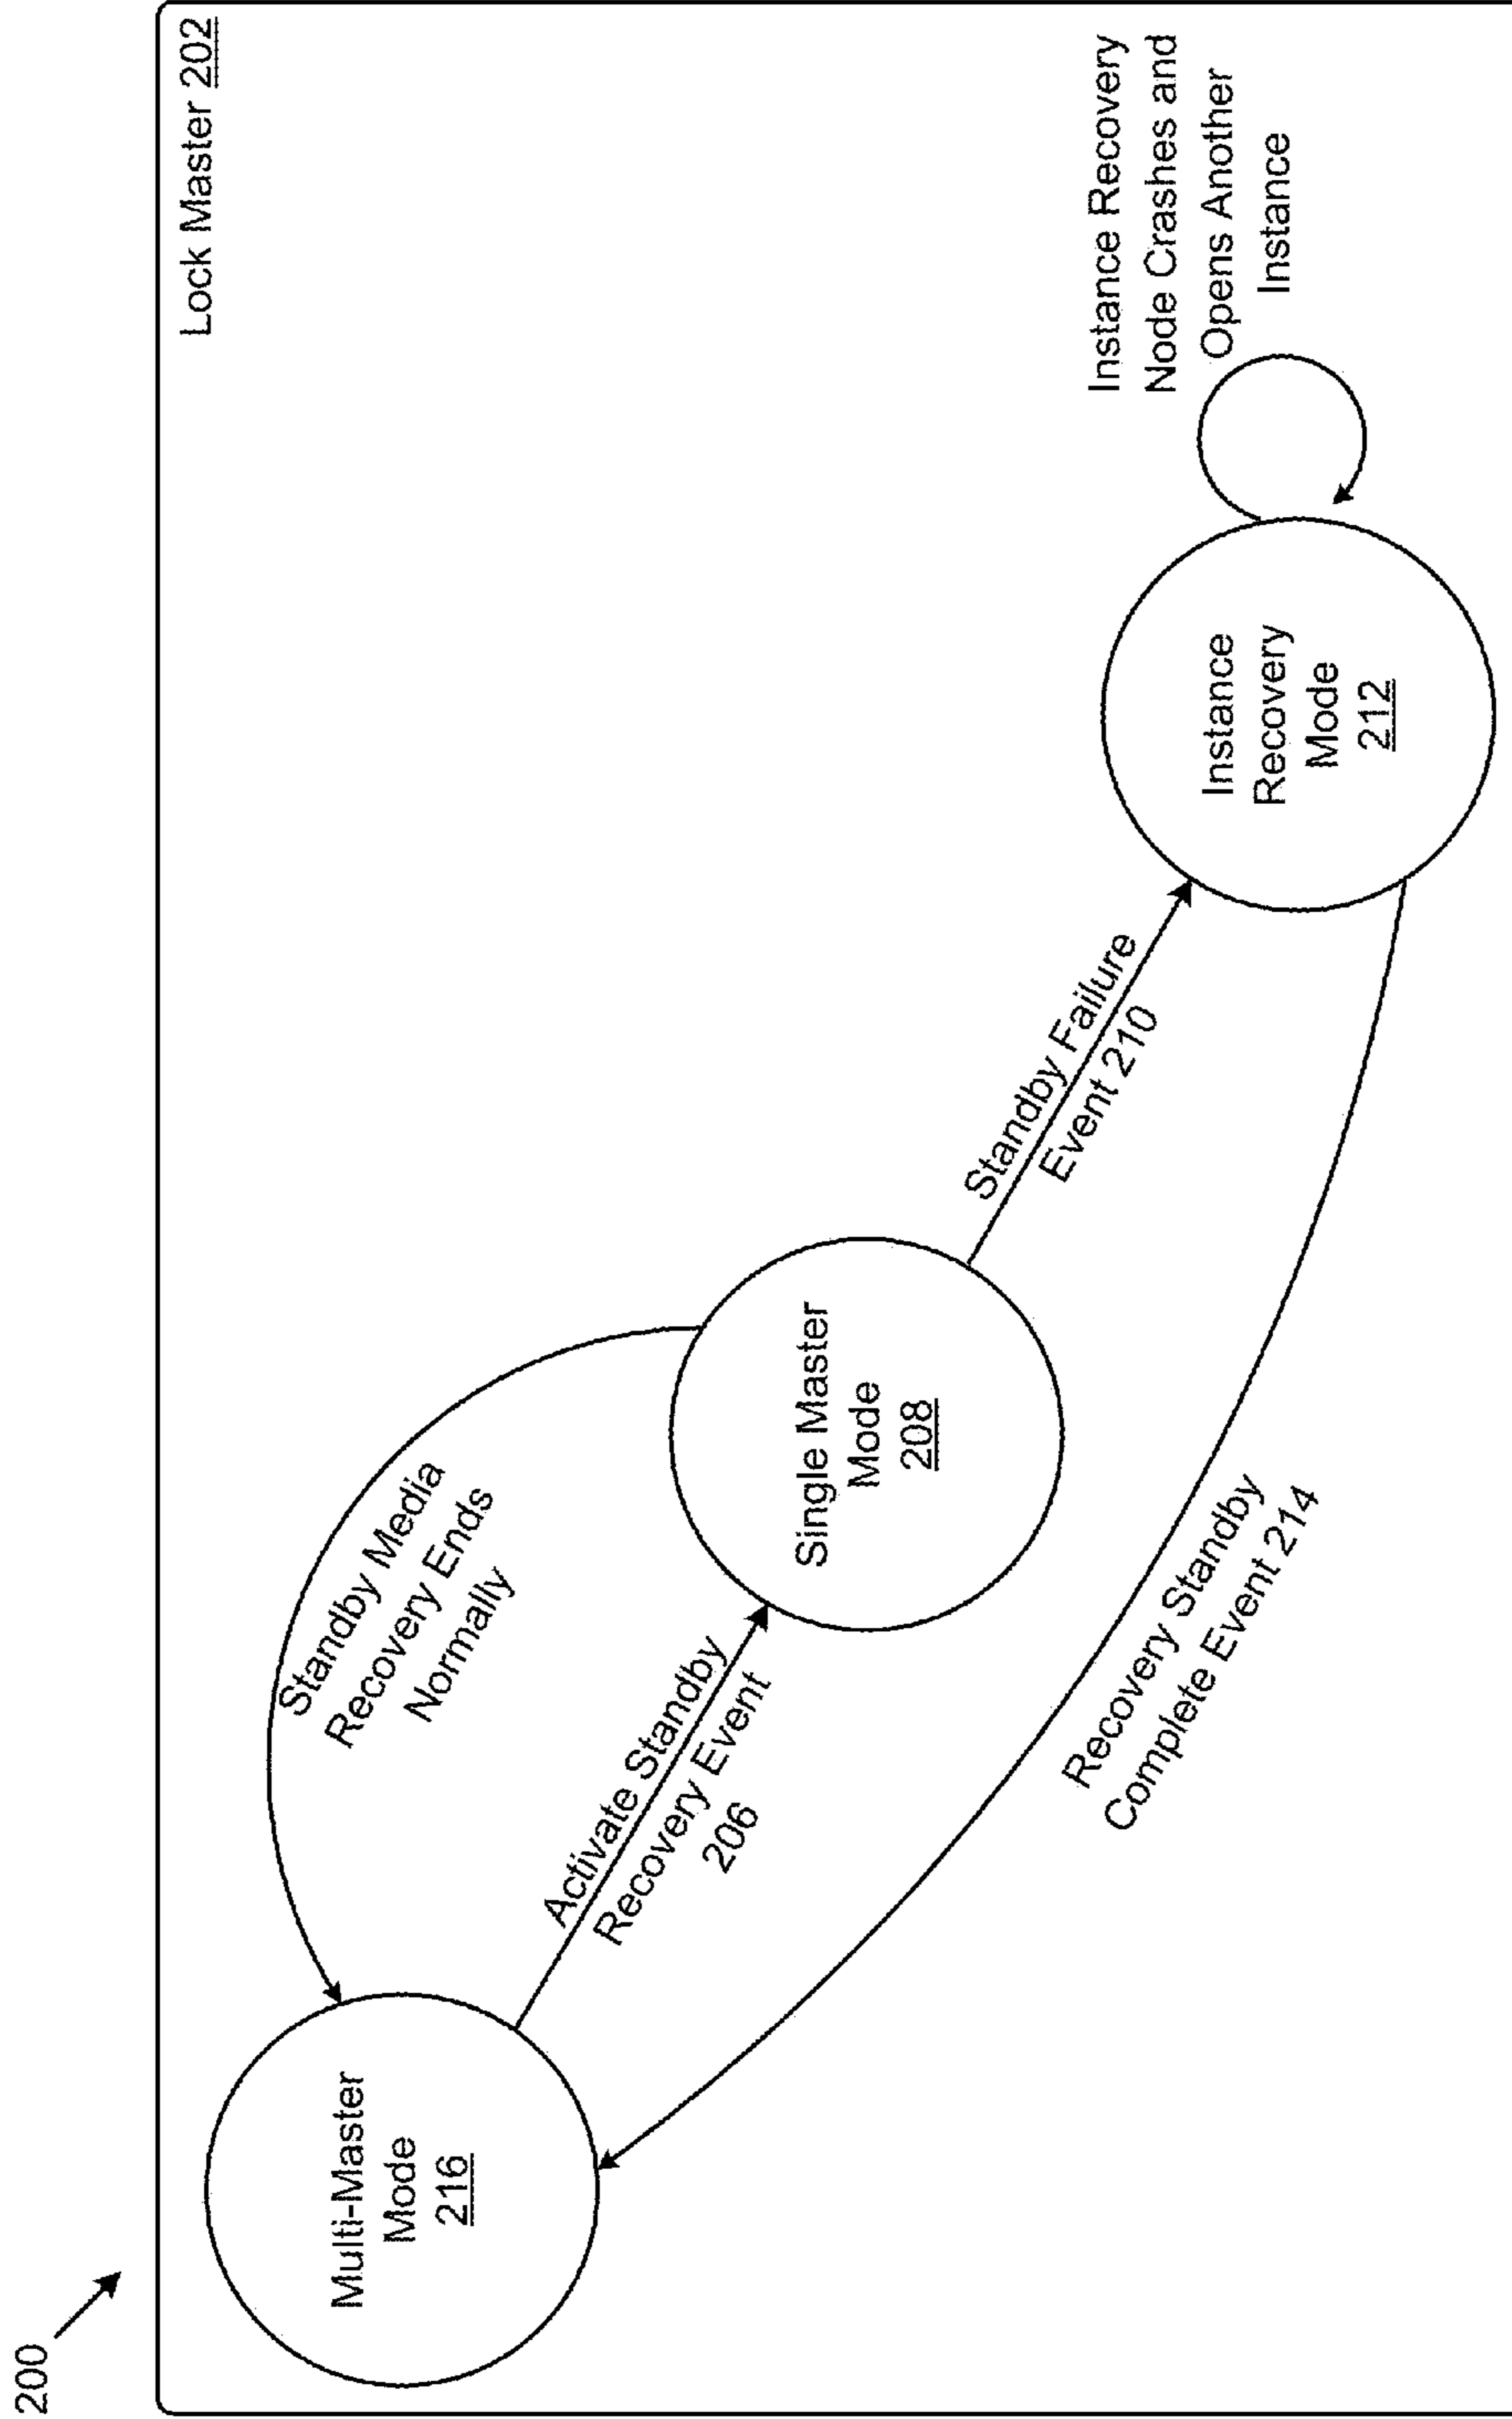 200
Lock Master 202
Multi-Master
Mode
216
Standby Media
Recovery Ends
Normally
Activate Standby
Recovery Event
206
Single Master
Mode
208
Standby Failure
Event 210
Instance
Recovery
Mode
212
Instance Recovery
Node Crashes and
Opens Another
Instance
Recovery Standby
Complete Event 214